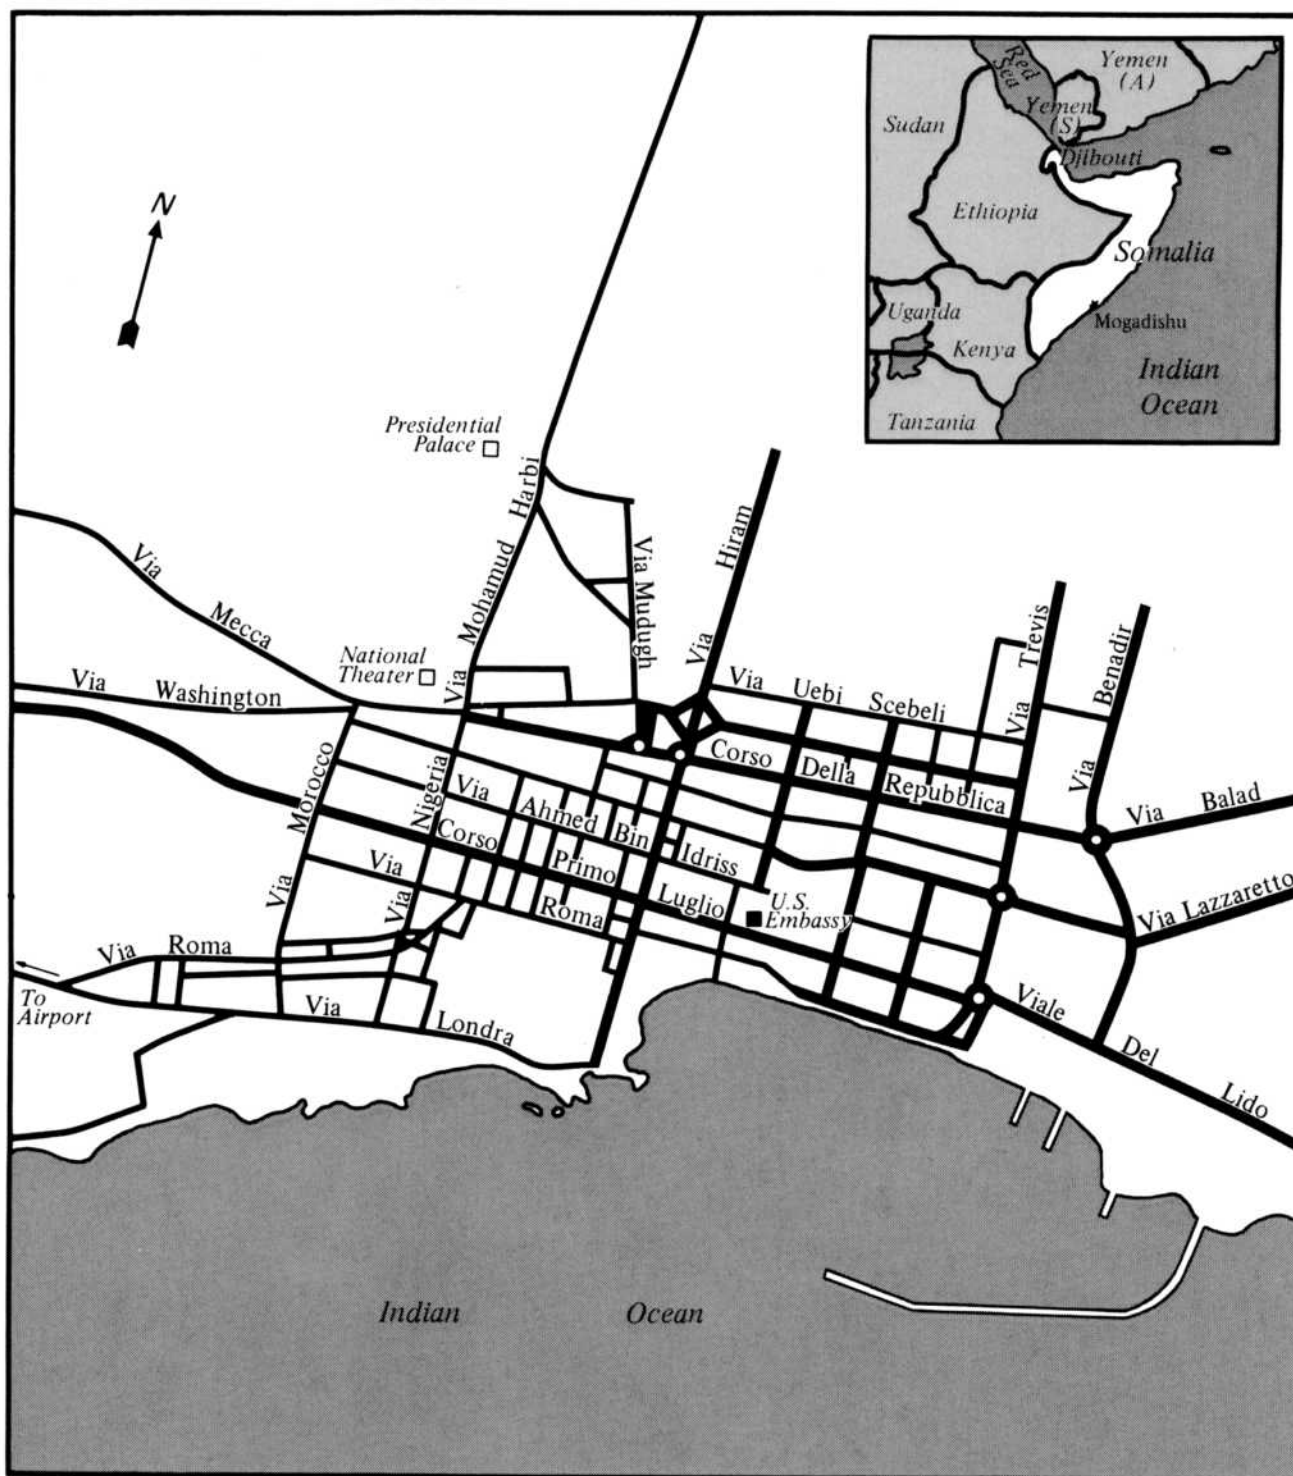 Red
Sea
Yemen
(A)
Yemen
(S)
Sudan
Djibouti
Ethiopia
Somalia
Uganda
Mogadishu
Kenya
Indian
Ocean
Tanzania
N
Presidential
Palace
Via Mohamud Harbi
Via Mudugh
Via Hiram
Via Trevis
Via Benadir
Via Mecca
National
Theater
Via Washington
Via Uebi Scebeli
Corso Della Repubblica
Via Balad
Via Lazzaretto
Via Morocco
Via Nigeria
Via Ahmed Bin Idriss
Corso Primo Luglio
U.S.
Embassy
Via Roma
Via Roma
To
Airport
Via Londra
Viale Del Lido
Indian Ocean